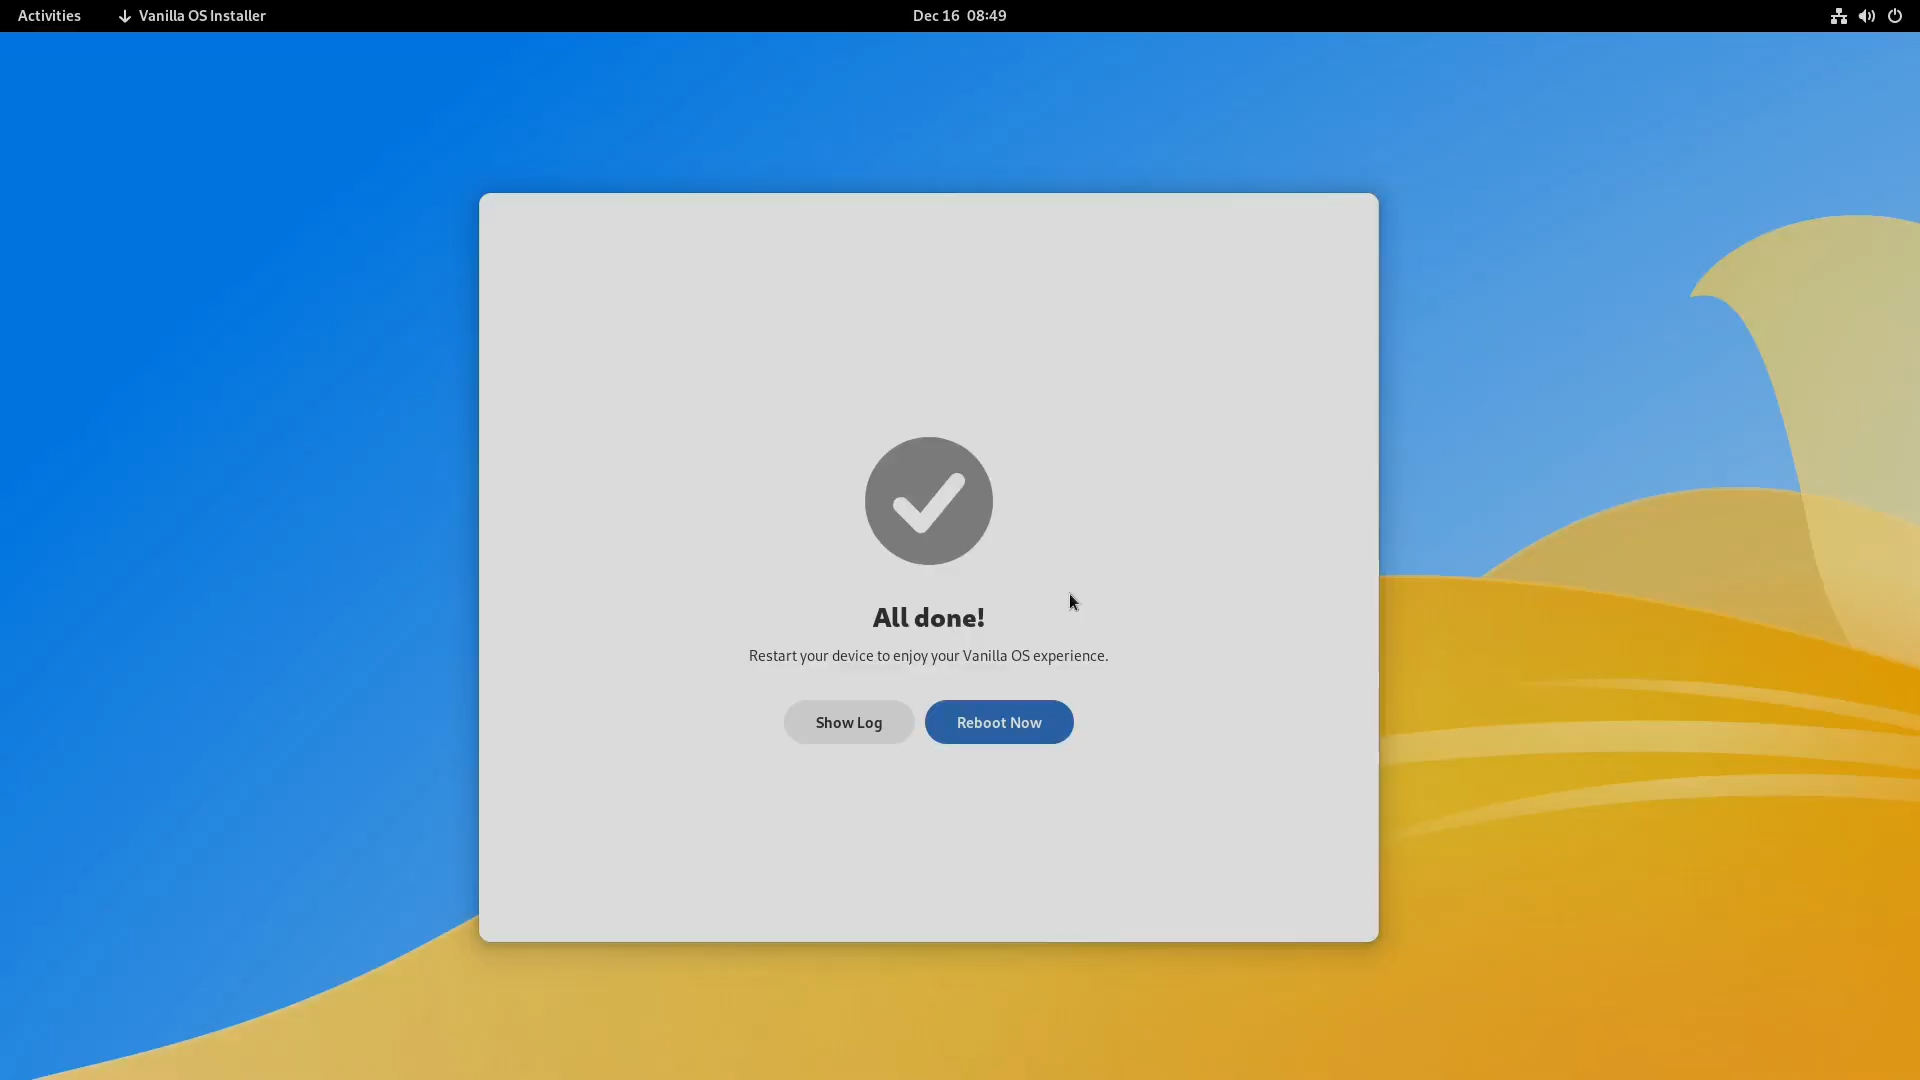 Activities Vanilla OS Installer Dec 16 08:49
All done!
Restart your device to enjoy your Vanilla OS experience.
Show Log Reboot Now